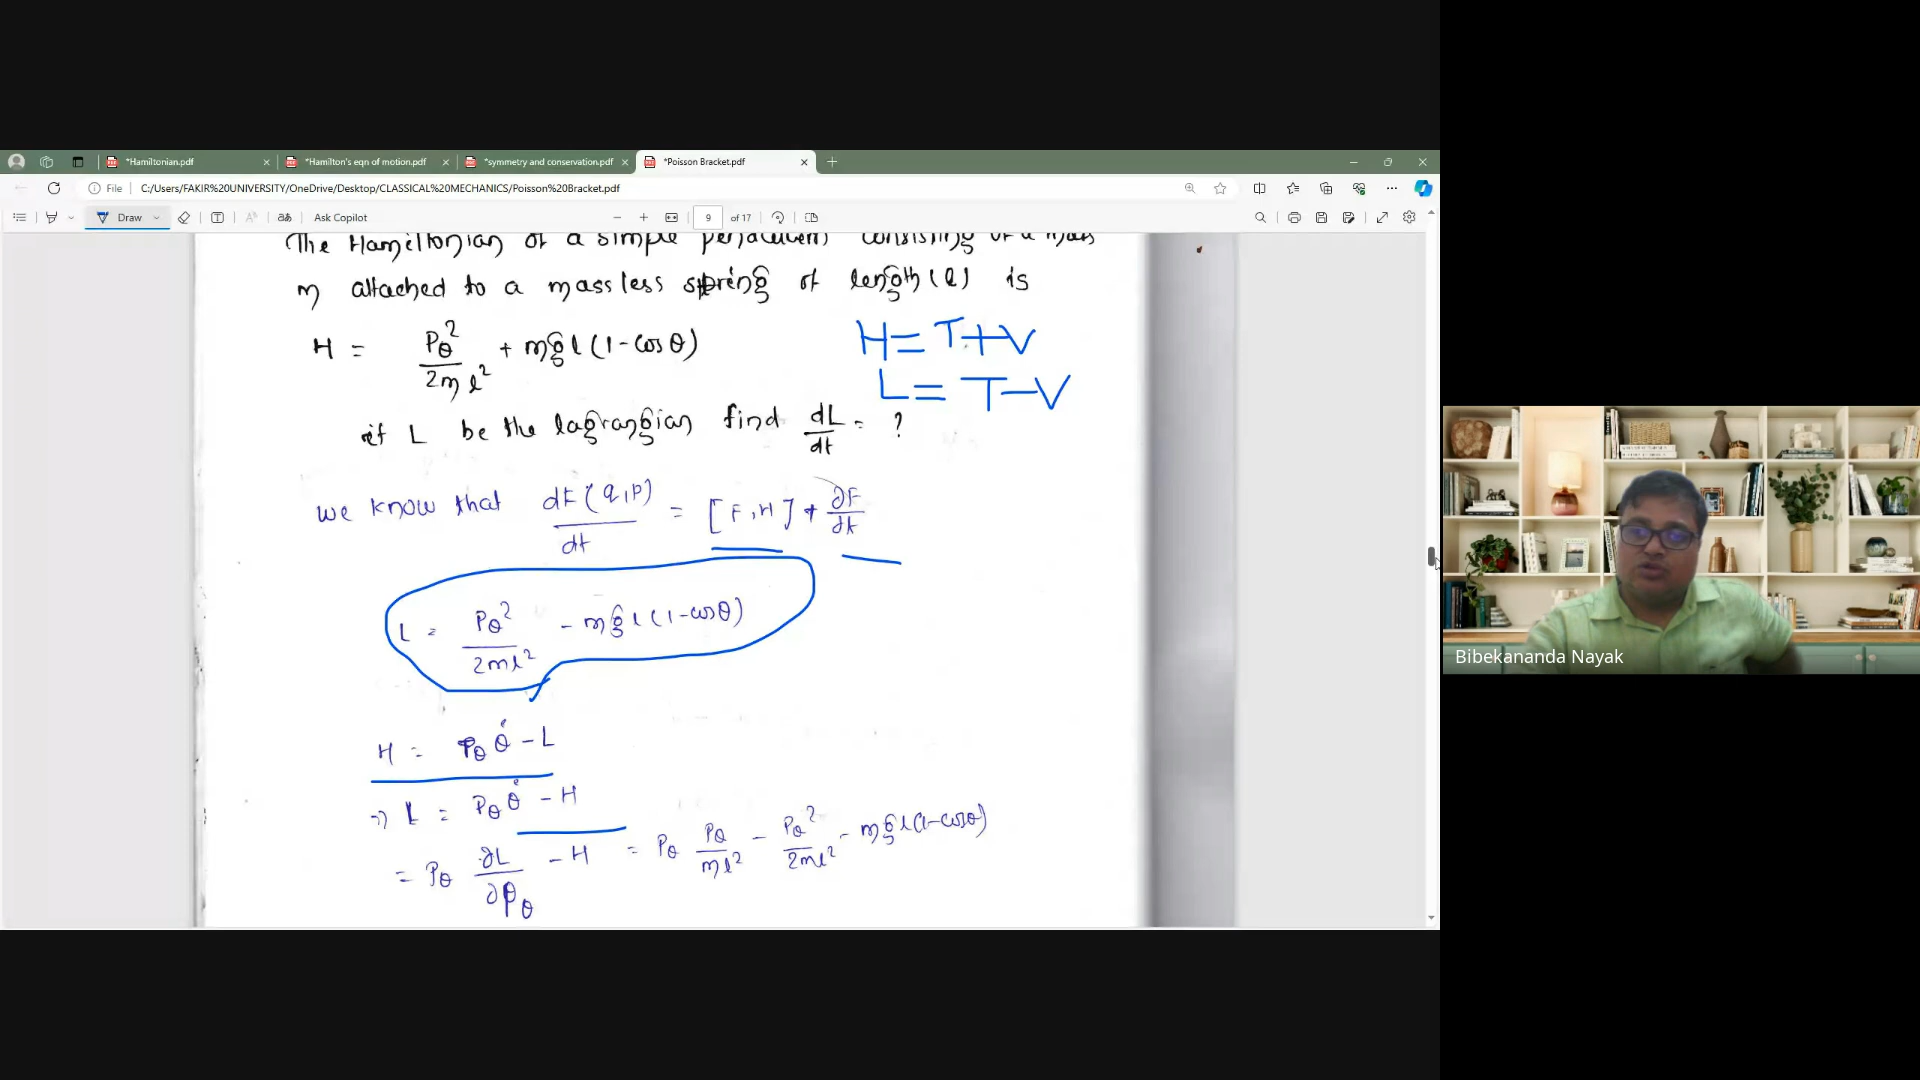 *Hamiltonian.pdf
*Hamilton's eqn of motion.pdf
*symmetry and conservation.pdf
*Poisson Bracket.pdf
File
C:/Users/FAKIR%20UNIVERSITY/OneDrive/Desktop/CLASSICAL%20MECHANICS/Poisson%20Bracket.pdf
Draw
Ask Copilot
9 of 17
The Hamiltonian of a simple pendulum consisting of a mass
m attached to a massless spring of length (l) is
H = Pθ²/2ml² + mgl(1-cosθ)
H = T+V
L = T-V
if L be the lagrangian find dL/dt = ?
we know that dF(q,p)/dt = [F,H] + ∂F/∂t
L = Pθ²/2ml² - mgl(1-cosθ)
H = Pθ θ̇ - L
⇒ L = Pθ θ̇ - H
= Pθ ∂L/∂Pθ - H = Pθ Pθ/ml² - Pθ²/2ml² - mgl(1-cosθ)
Bibekananda Nayak